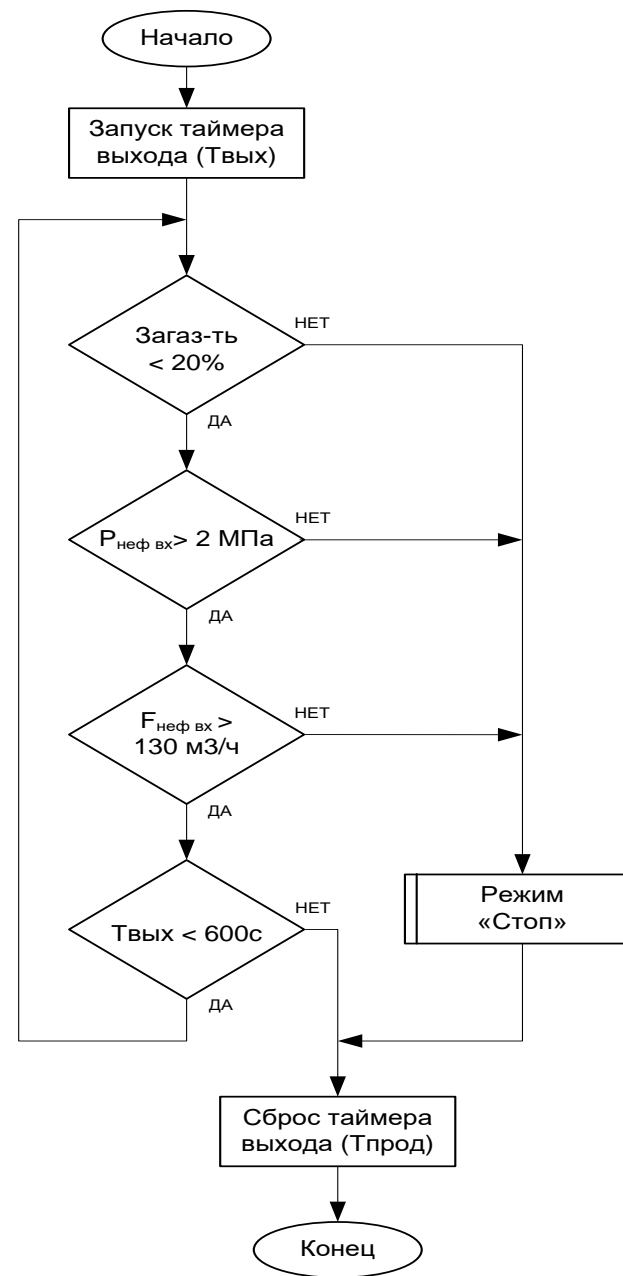 Начало
Запуск таймера
выхода (Твых)
Загаз-ть
< 20%
НЕТ
ДА
Pнеф вх> 2 МПа
НЕТ
ДА
Fнеф вх >
130 м3/ч
НЕТ
ДА
Режим
«Стоп»
Твых < 600с
НЕТ
ДА
Сброс таймера
выхода (Тпрод)
Конец